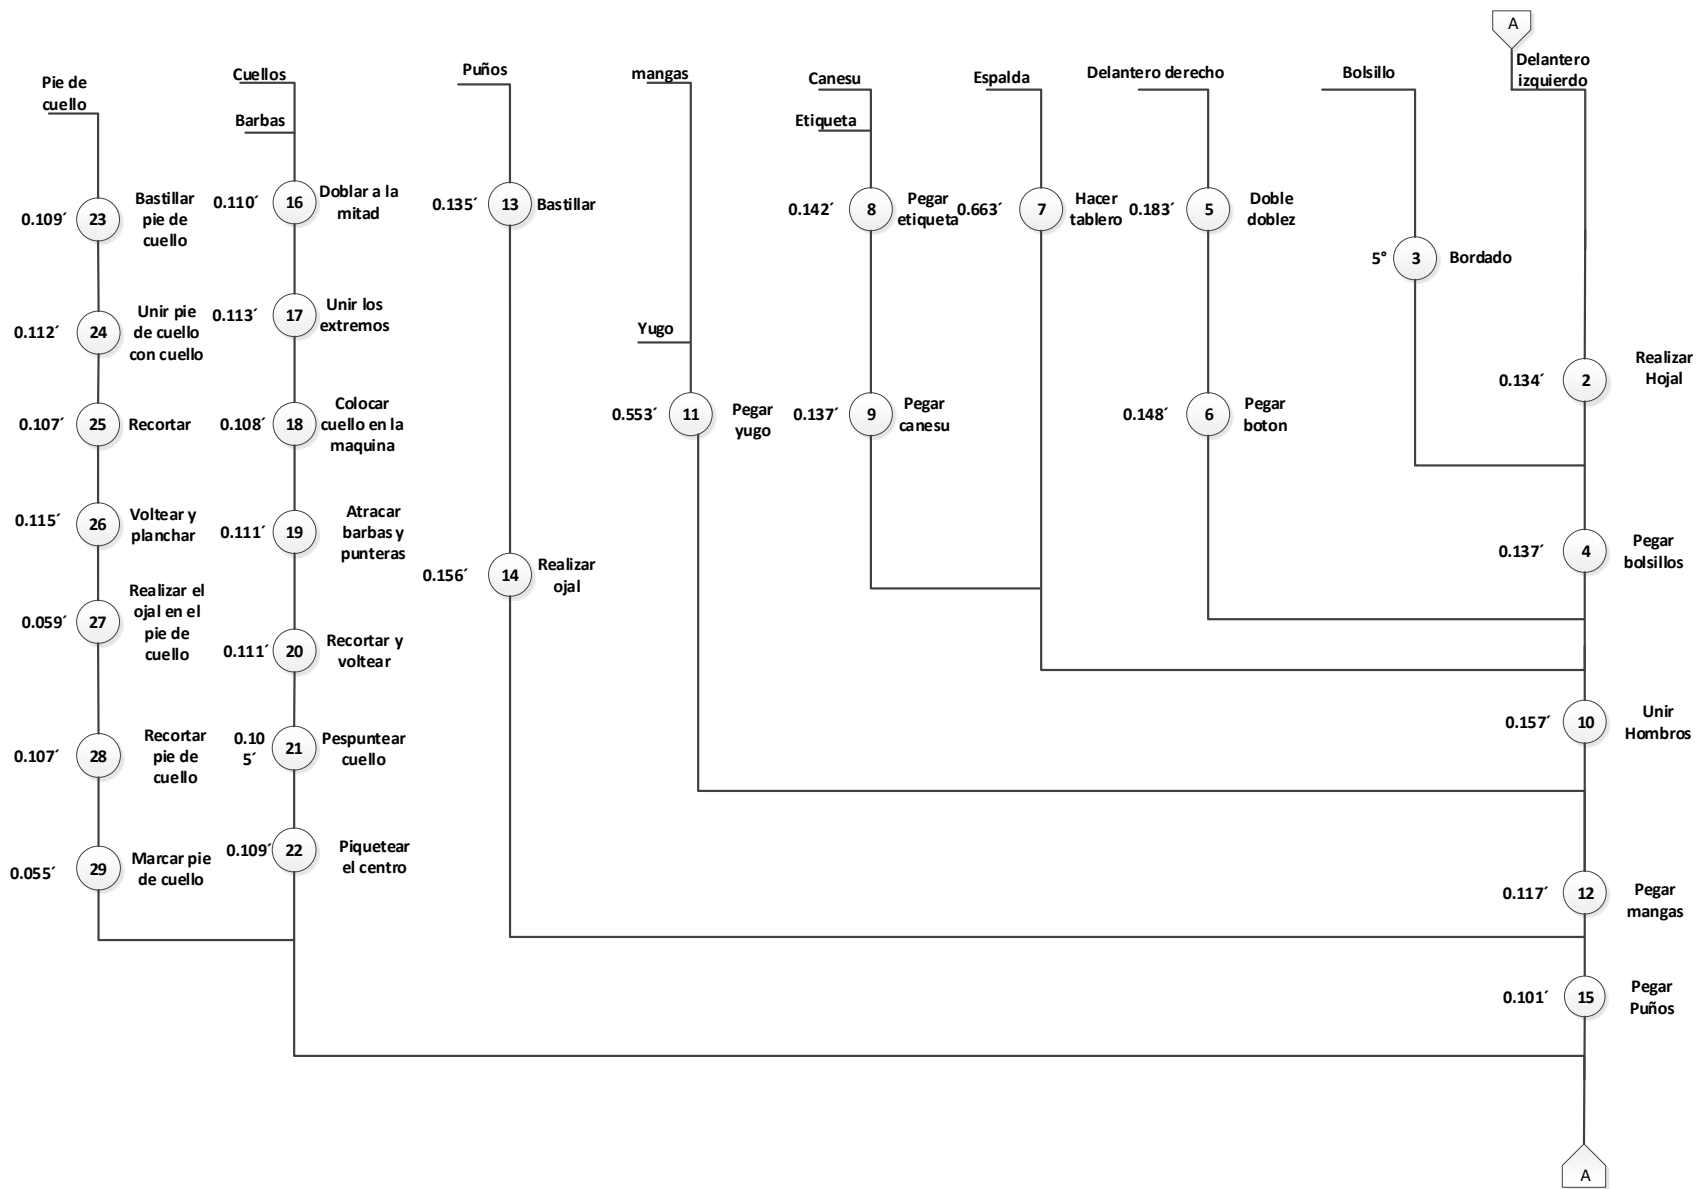 A
Delantero
izquierdo
Pie de
cuello
Cuellos
Barbas
Puños
mangas
Canesu
Etiqueta
Espalda
Delantero derecho
Bolsillo
0.109´
23
Bastillar
pie de
cuello
0.112´
24
Unir pie
de cuello
con cuello
0.107´
25
Recortar
0.115´
26
Voltear y
planchar
0.059´
27
Realizar el
ojal en el
pie de
cuello
0.107´
28
Recortar
pie de
cuello
0.055´
29
Marcar pie
de cuello
0.110´
16
Doblar a la
mitad
0.113´
17
Unir los
extremos
0.108´
18
Colocar
cuello en la
maquina
0.111´
19
Atracar
barbas y
punteras
0.111´
20
Recortar y
voltear
0.10
5´
21
Pespuntear
cuello
0.109´
22
Piquetear
el centro
0.135´
13
Bastillar
0.156´
14
Realizar
ojal
Yugo
0.553´
11
Pegar
yugo
0.142´
8
Pegar
etiqueta
0.137´
9
Pegar
canesu
0.663´
7
Hacer
tablero
0.183´
5
Doble
doblez
0.148´
6
Pegar
boton
5°
3
Bordado
0.134´
2
Realizar
Hojal
0.137´
4
Pegar
bolsillos
0.157´
10
Unir
Hombros
0.117´
12
Pegar
mangas
0.101´
15
Pegar
Puños
A